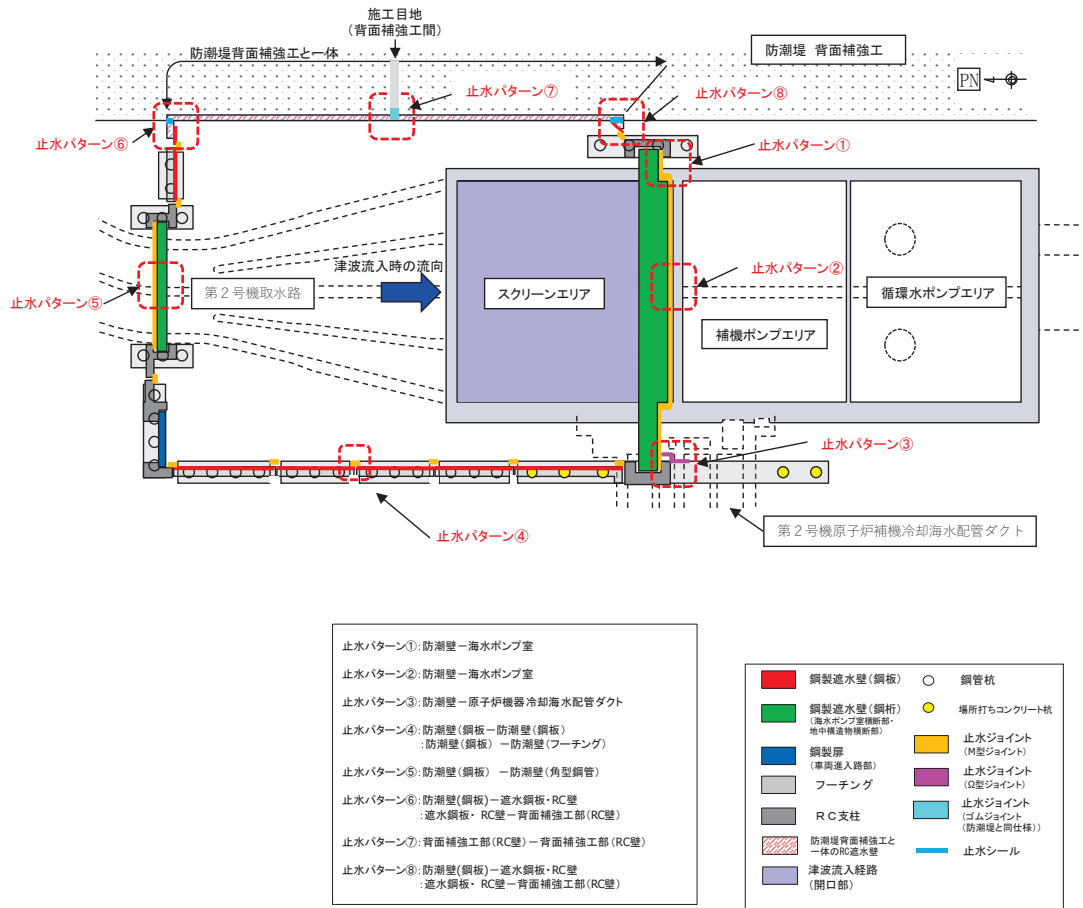 施工目地
(背面補強工間)
防潮堤背面補強工と一体
防潮堤 背面補強工
PN
止水パターン⑦
止水パターン⑧
止水パターン⑥
止水パターン①
津波流入時の流向
止水パターン②
止水パターン⑤
第2号機取水路
スクリーンエリア
循環水ポンプエリア
補機ポンプエリア
止水パターン③
止水パターン④
第2号機原子炉補機冷却海水配管ダクト
止水パターン①:防潮壁－海水ポンプ室
止水パターン②:防潮壁－海水ポンプ室
止水パターン③:防潮壁－原子炉機器冷却海水配管ダクト
止水パターン④:防潮壁(鋼板－防潮壁(鋼板)
:防潮壁(鋼板) －防潮壁(フーチング)
止水パターン⑤:防潮壁(鋼板) －防潮壁(角型鋼管)
止水パターン⑥:防潮壁(鋼板)－遮水鋼板・RC壁
:遮水鋼板・ RC壁－背面補強工部(RC壁)
止水パターン⑦:背面補強工部(RC壁)－背面補強工部(RC壁)
止水パターン⑧:防潮壁(鋼板)－遮水鋼板・RC壁
:遮水鋼板・ RC壁－背面補強工部(RC壁)
鋼製遮水壁(鋼板)
鋼製遮水壁(鋼桁)
(海水ポンプ室横断部・
地中構造物横断部)
鋼製扉
(車両進入路部)
フーチング
RC支柱
防潮堤背面補強工と
一体のRC遮水壁
津波流入経路
(開口部)
鋼管杭
場所打ちコンクリート杭
止水ジョイント
(M型ジョイント)
止水ジョイント
(Ω型ジョイント)
止水ジョイント
(ゴムジョイント
(防潮堤と同仕様))
止水シール